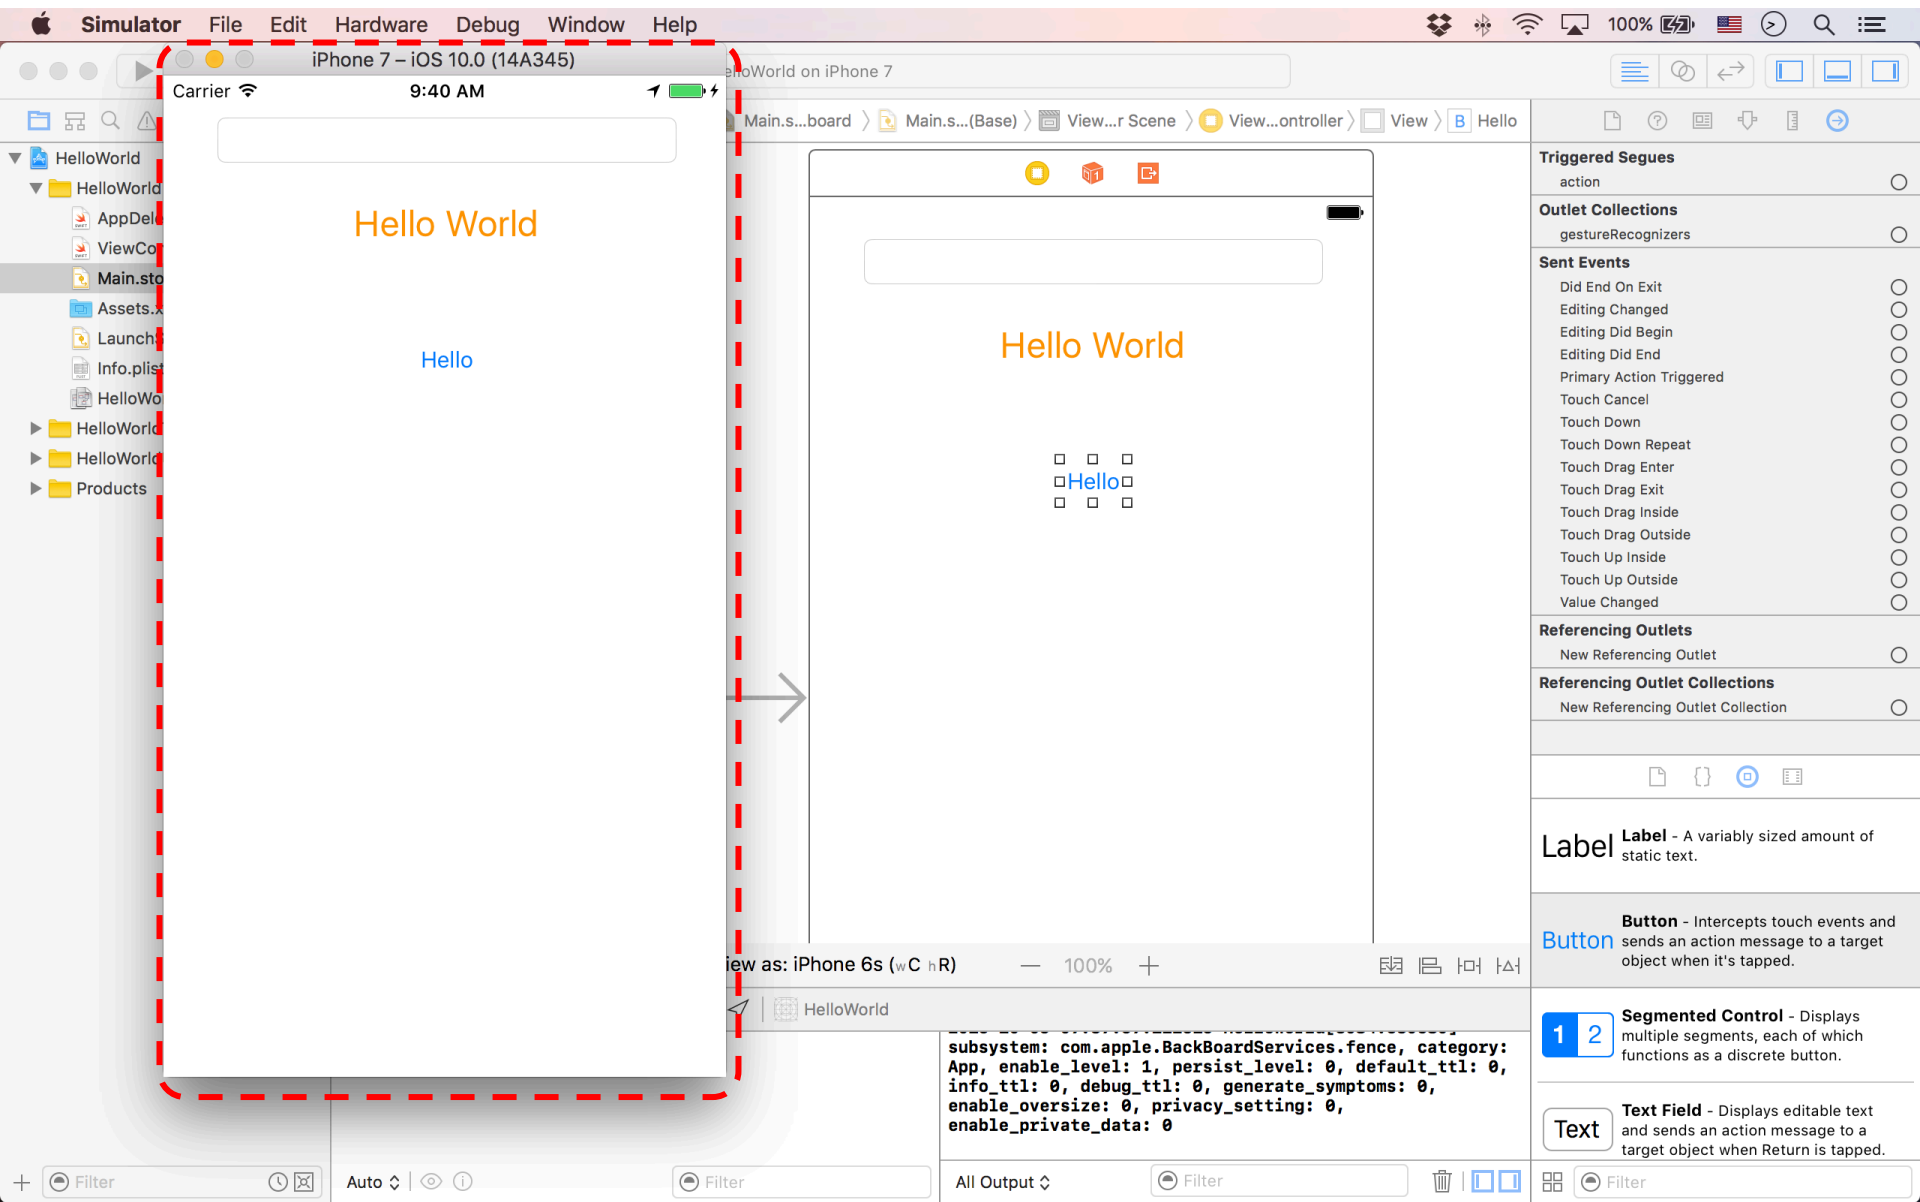 Simulator File Edit Hardware Debug Window Help 100%
iPhone 7 – iOS 10.0 (14A345)
elloWorld on iPhone 7
Carrier 9:40 AM
Main.s...board Main.s...(Base) View...r Scene View...ontroller View B Hello
HelloWorld
HelloWorld
AppDele
ViewCo
Main.sto
Assets.x
LaunchS
Info.plist
HelloWo
HelloWorld
HelloWorld
Products
Hello World
Hello
Hello World
Hello
iew as: iPhone 6s (wC hR) — 100% +
HelloWorld
subsystem: com.apple.BackBoardServices.fence, category:
App, enable_level: 1, persist_level: 0, default_ttl: 0,
info_ttl: 0, debug_ttl: 0, generate_symptoms: 0,
enable_oversize: 0, privacy_setting: 0,
enable_private_data: 0
Triggered Segues
action
Outlet Collections
gestureRecognizers
Sent Events
Did End On Exit
Editing Changed
Editing Did Begin
Editing Did End
Primary Action Triggered
Touch Cancel
Touch Down
Touch Down Repeat
Touch Drag Enter
Touch Drag Exit
Touch Drag Inside
Touch Drag Outside
Touch Up Inside
Touch Up Outside
Value Changed
Referencing Outlets
New Referencing Outlet
Referencing Outlet Collections
New Referencing Outlet Collection
Label
Label - A variably sized amount of
static text.
Button
Button - Intercepts touch events and
sends an action message to a target
object when it's tapped.
1 2
Segmented Control - Displays
multiple segments, each of which
functions as a discrete button.
Text
Text Field - Displays editable text
and sends an action message to a
target object when Return is tapped.
+ Filter Auto Filter All Output Filter Filter